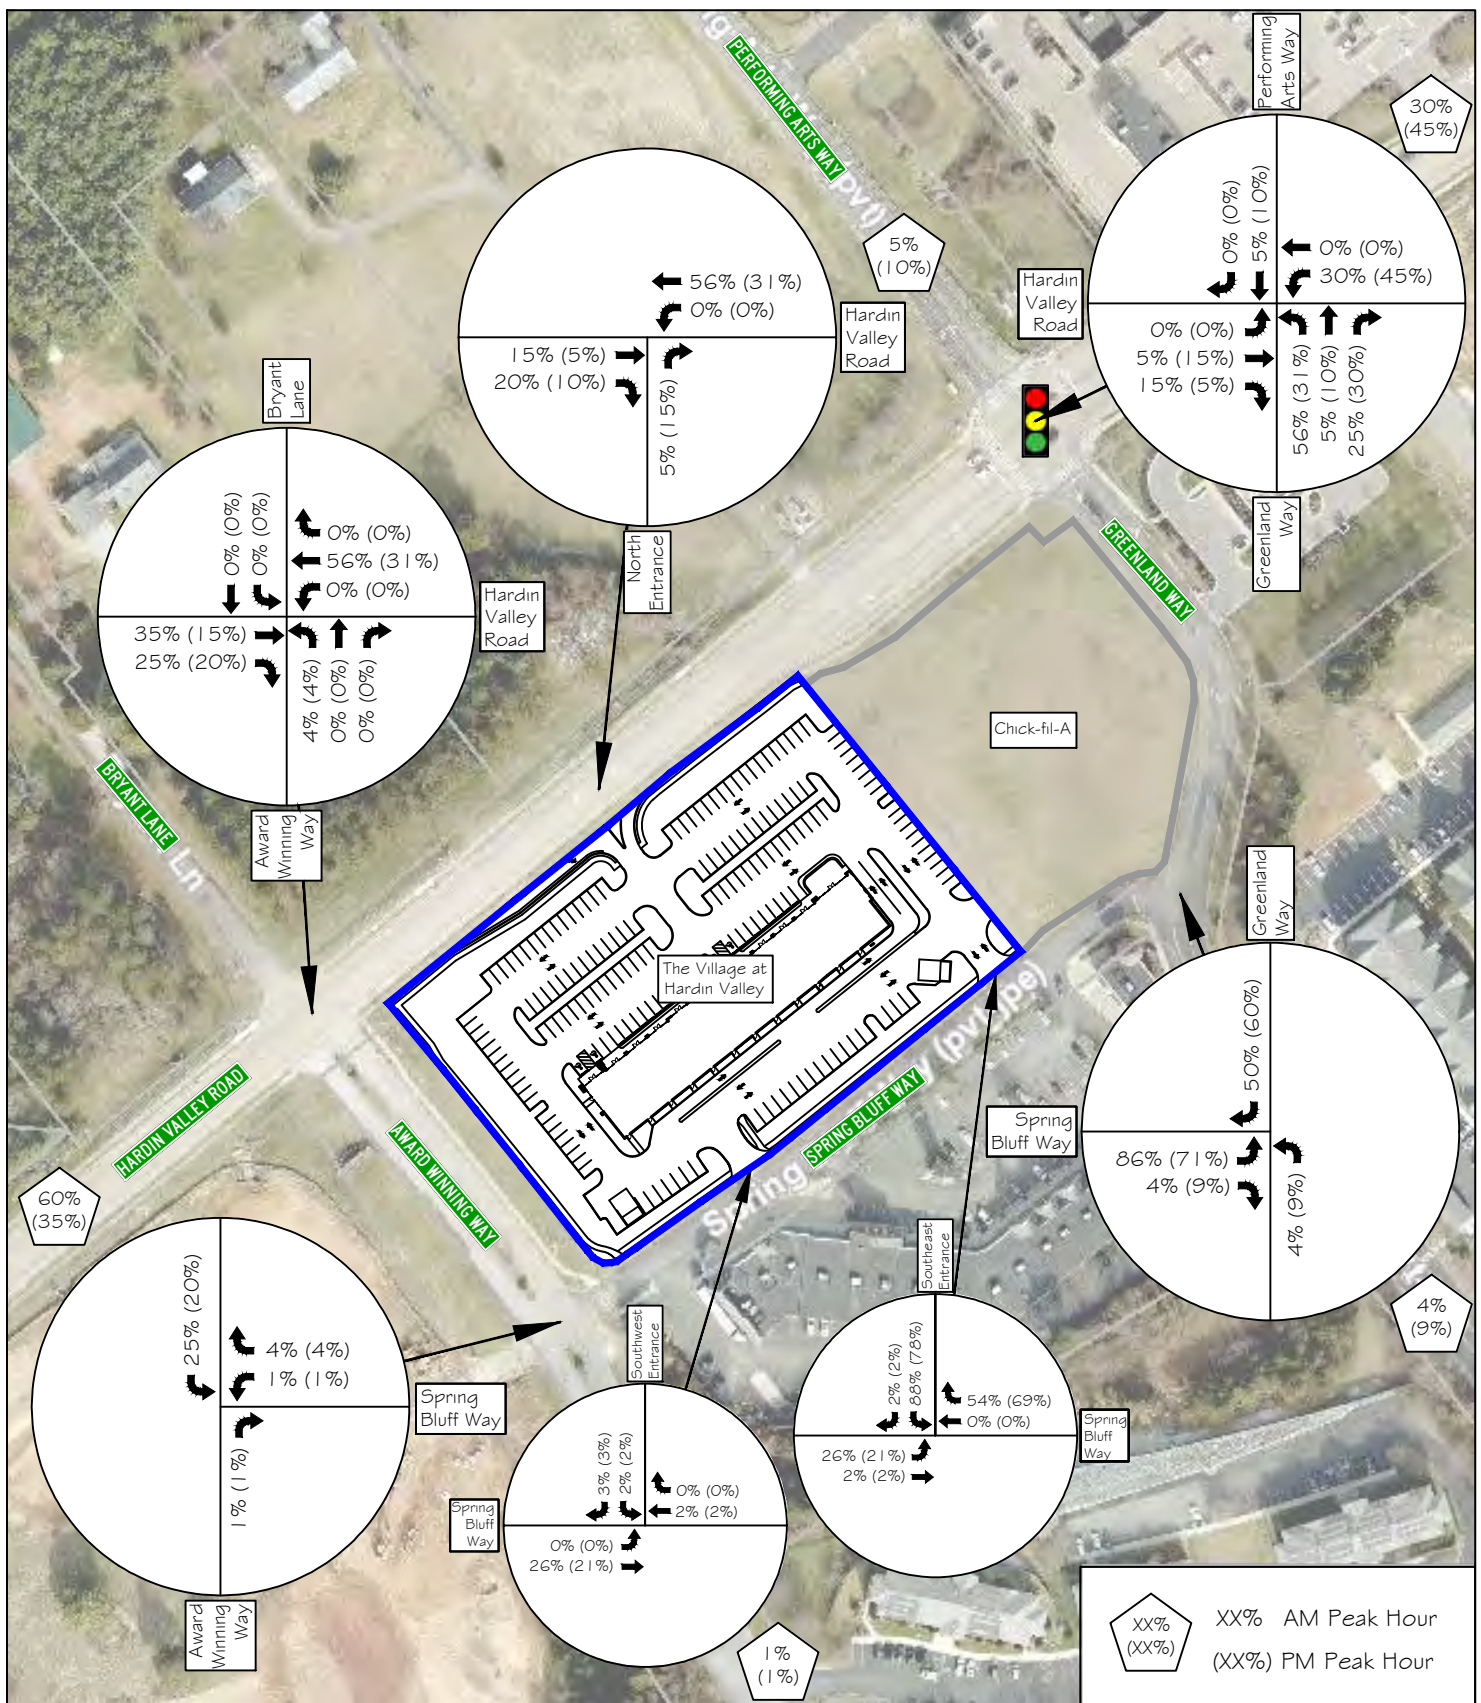 PERFORMING ARTS WAY
(pvt)
Performing
Arts Way
30%
(45%)
0% (0%)
5% (10%)
0% (0%)
30% (45%)
0% (0%)
5% (15%)
15% (5%)
56% (31%)
5% (10%)
25% (30%)
Hardin
Valley
Road
Greenland
Way
5%
(10%)
56% (31%)
0% (0%)
15% (5%)
20% (10%)
5% (15%)
Hardin
Valley
Road
North
Entrance
Bryant
Lane
0% (0%)
0% (0%)
0% (0%)
56% (31%)
0% (0%)
35% (15%)
25% (20%)
4% (4%)
0% (0%)
0% (0%)
Hardin
Valley
Road
Award
Winning
Way
GREENLAND WAY
Chick-fil-A
BRYANT LANE
Ln
The Village at
Hardin Valley
Greenland
Way
50% (60%)
86% (71%)
4% (9%)
4% (9%)
Spring
Bluff Way
HARDIN VALLEY ROAD
AWARD WINNING WAY
SPRING BLUFF WAY
Spring
60%
(35%)
25% (20%)
4% (4%)
1% (1%)
1% (1%)
Spring
Bluff Way
Award
Winning
Way
Southwest
Entrance
3% (3%)
2% (2%)
0% (0%)
2% (2%)
0% (0%)
26% (21%)
Spring
Bluff
Way
Southeast
Entrance
2% (2%)
88% (78%)
54% (69%)
0% (0%)
26% (21%)
2% (2%)
Spring
Bluff
Way
4%
(9%)
1%
(1%)
XX%
(XX%)
XX% AM Peak Hour
(XX%) PM Peak Hour